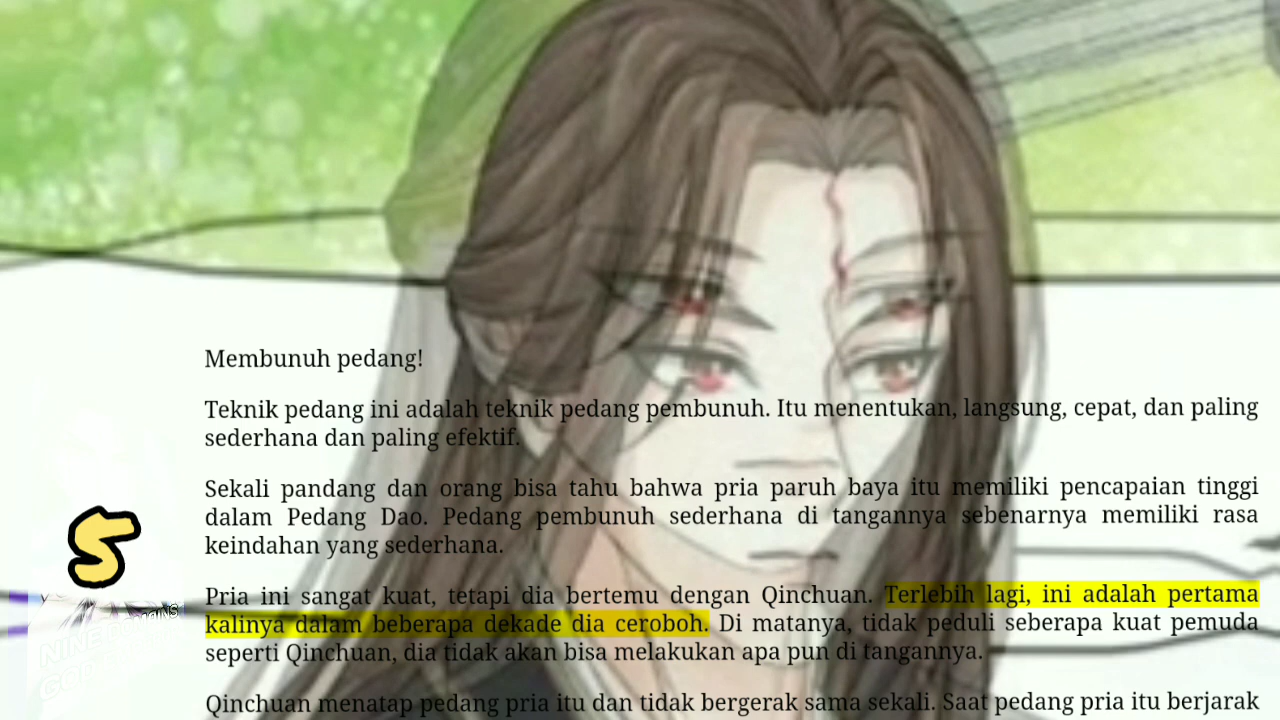 Membunuh pedang!
Teknik pedang ini adalah teknik pedang pembunuh. Itu menentukan, langsung, cepat, dan paling
sederhana dan paling efektif.
Sekali pandang dan orang bisa tahu bahwa pria paruh baya itu memiliki pencapaian tinggi
dalam Pedang Dao. Pedang pembunuh sederhana di tangannya sebenarnya memiliki rasa
keindahan yang sederhana.
S
Pria ini sangat kuat, tetapi dia bertemu dengan Qinchuan. Terlebih lagi, ini adalah pertama
kalinya dalam beberapa dekade dia ceroboh. Di matanya, tidak peduli seberapa kuat pemuda
seperti Qinchuan, dia tidak akan bisa melakukan apa pun di tangannya.
NINE
Qinchuan menatap pedang pria itu dan tidak bergerak sama sekali. Saat pedang pria itu berjarak